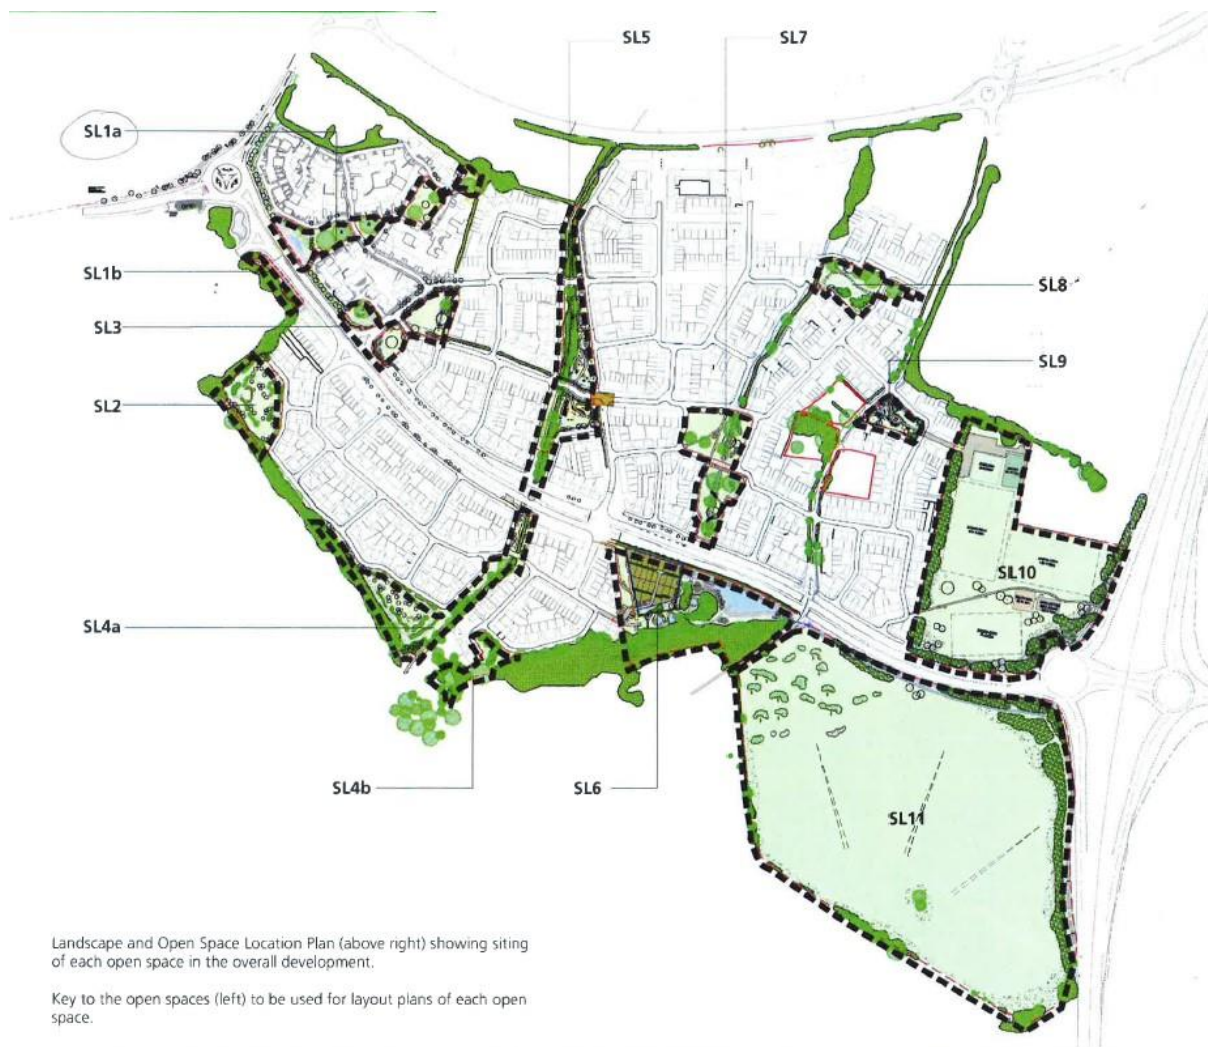 SL5
SL7
SL1a
SL1b
SL8
SL3
SL9
SL2
SL10
SL4a
SL4b
SL6
SL11
Landscape and Open Space Location Plan (above right) showing siting
of each open space in the overall development.
Key to the open spaces (left) to be used for layout plans of each open
space.